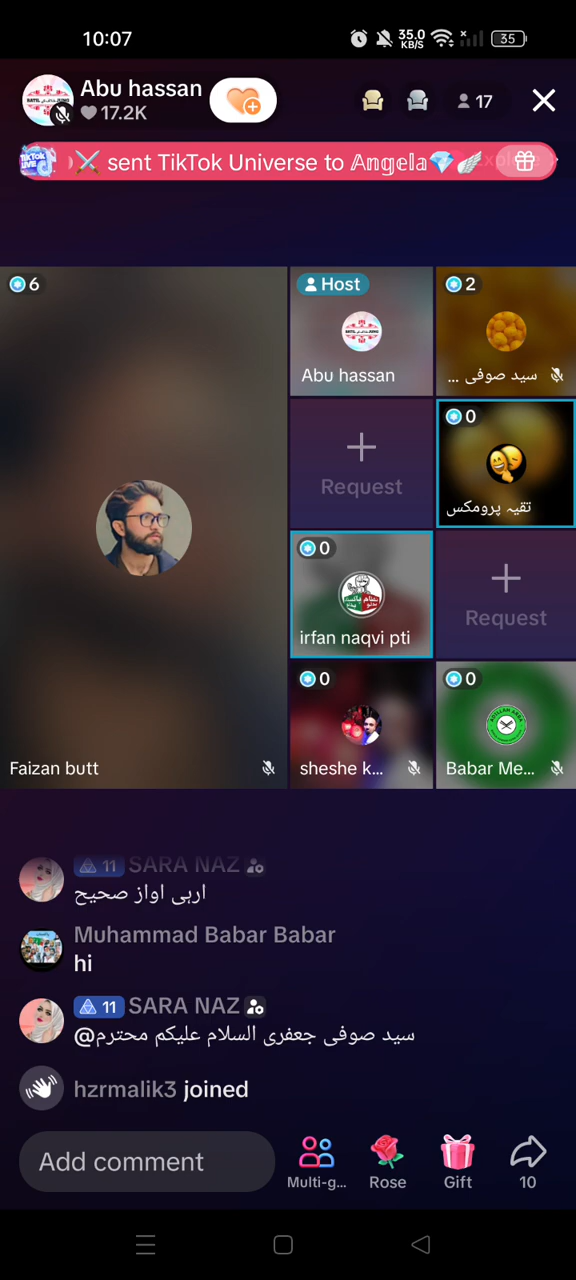 10:07
35.0
KB/S
35
Abu hassan
17.2K
17
sent TikTok Universe to 𝔸𝕟𝕘𝕖𝕝𝕒
6
Host
Abu hassan
2
سید صوفی ...
Request
0
تقیہ پرومکس
0
irfan naqvi pti
Request
Faizan butt
0
sheshe k...
0
Babar Me...
11 SARA NAZ
ارہی اواز صحیح
Muhammad Babar Babar
hi
11 SARA NAZ
@سید صوفی جعفری السلام علیکم محترم
hzrmalik3 joined
Add comment
Multi-g...
Rose
Gift
10